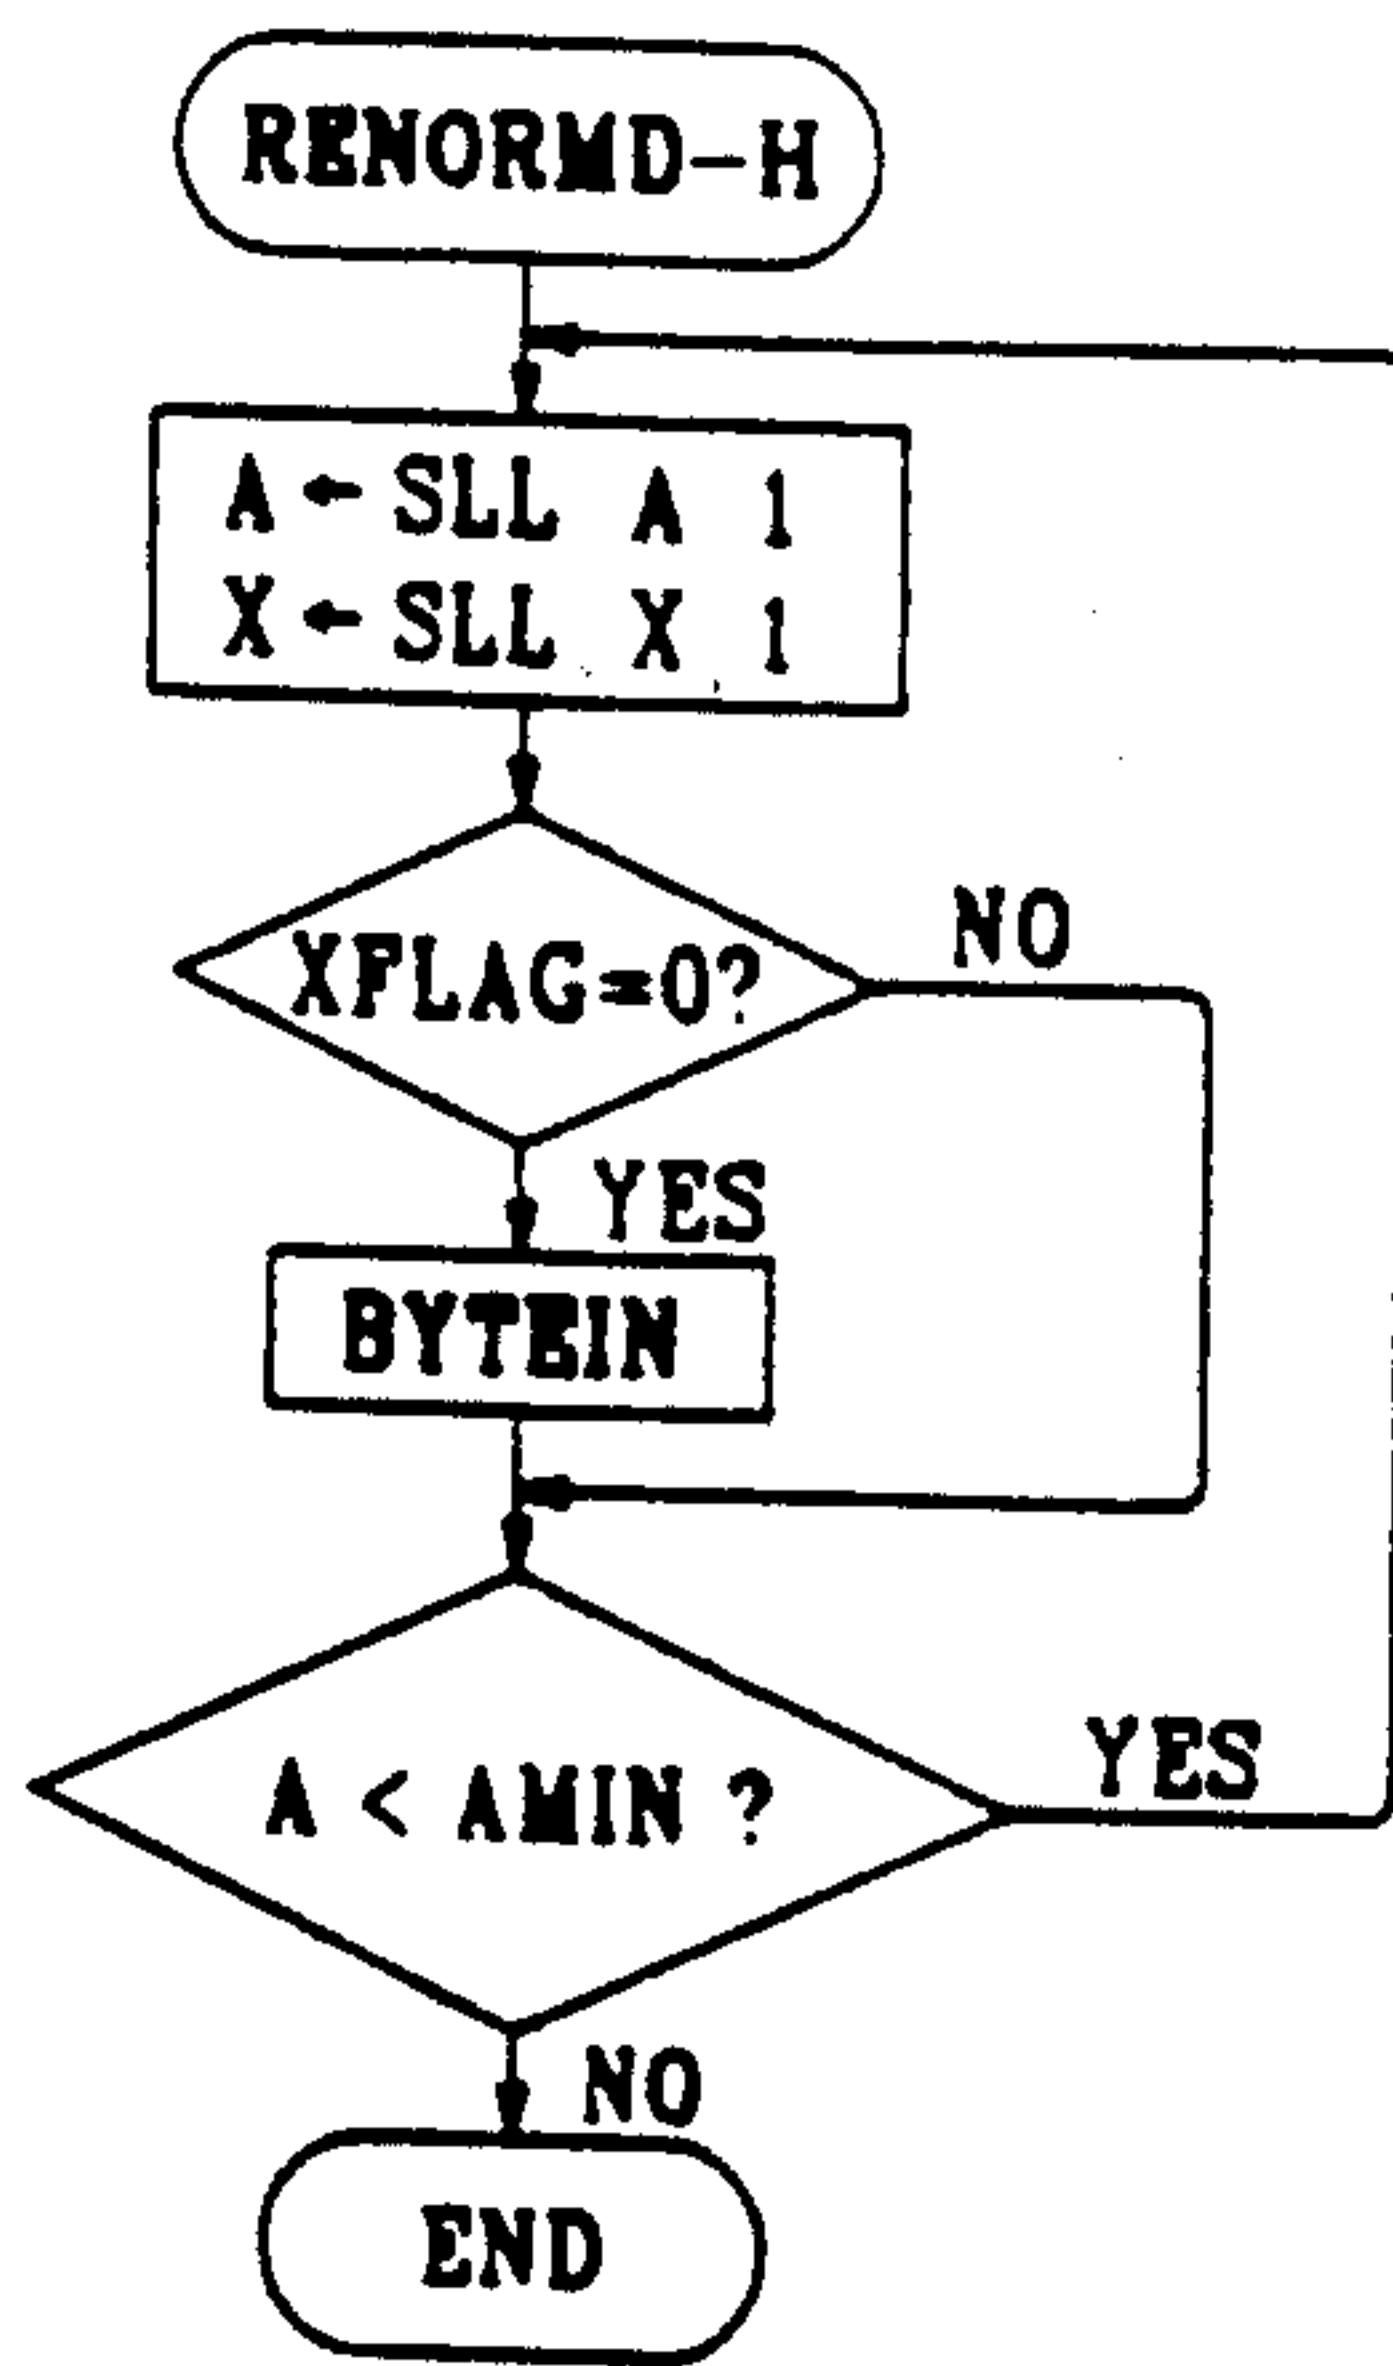 RENORMD-H
A ← SLL A 1
X ← SLL X 1
XFLAG=0?
NO
YES
BYTEIN
A < AMIN ?
YES
NO
END